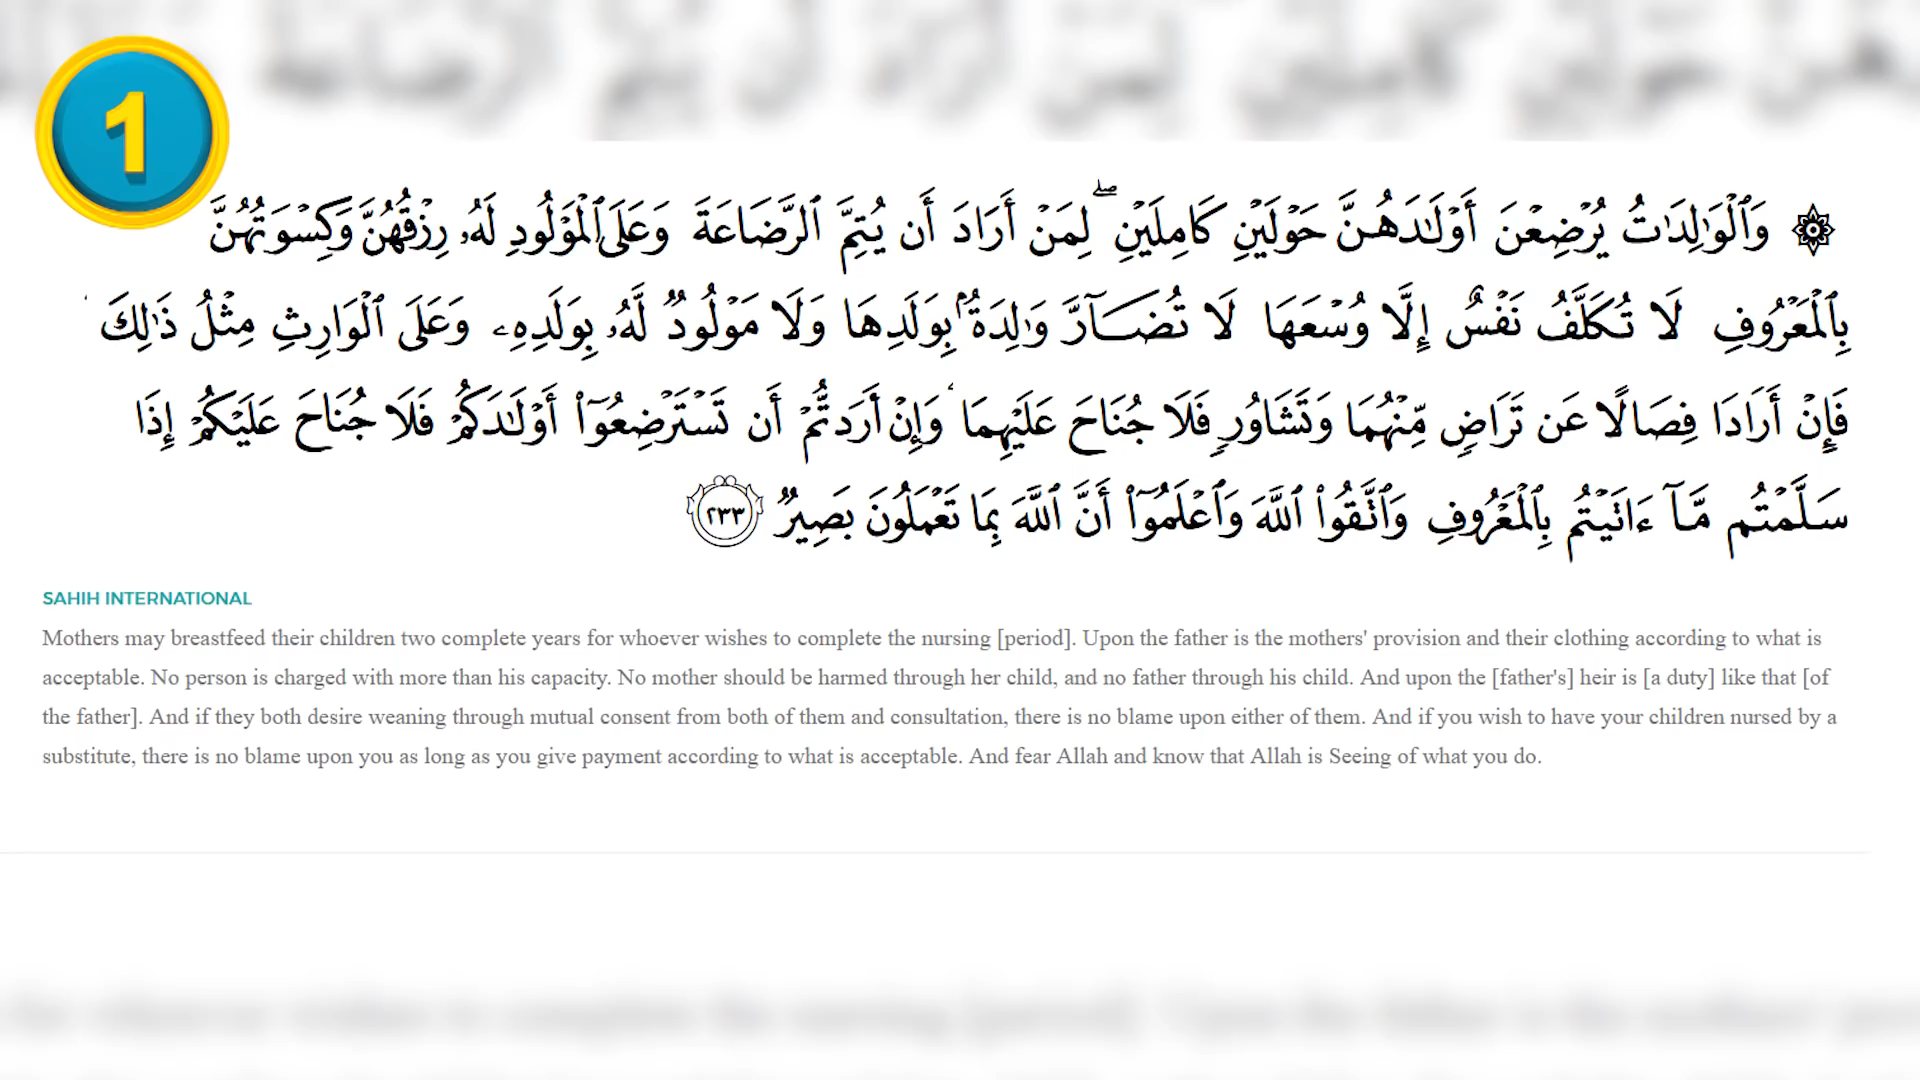 1
۞ وَٱلْوَٰلِدَٰتُ يُرْضِعْنَ أَوْلَٰدَهُنَّ حَوْلَيْنِ كَامِلَيْنِ ۖ لِمَنْ أَرَادَ أَن يُتِمَّ ٱلرَّضَاعَةَ وَعَلَى ٱلْمَوْلُودِ لَهُۥ رِزْقُهُنَّ وَكِسْوَتُهُنَّ
بِٱلْمَعْرُوفِ لَا تُكَلَّفُ نَفْسٌ إِلَّا وُسْعَهَا لَا تُضَآرَّ وَٰلِدَةٌۢ بِوَلَدِهَا وَلَا مَوْلُودٌ لَّهُۥ بِوَلَدِهِۦ وَعَلَى ٱلْوَارِثِ مِثْلُ ذَٰلِكَ
فَإِنْ أَرَادَا فِصَالًا عَن تَرَاضٍ مِّنْهُمَا وَتَشَاوُرٍ فَلَا جُنَاحَ عَلَيْهِمَا وَإِنْ أَرَدتُّمْ أَن تَسْتَرْضِعُوٓا۟ أَوْلَٰدَكُمْ فَلَا جُنَاحَ عَلَيْكُمْ إِذَا
سَلَّمْتُم مَّآ ءَاتَيْتُم بِٱلْمَعْرُوفِ وَٱتَّقُوا۟ ٱللَّهَ وَٱعْلَمُوٓا۟ أَنَّ ٱللَّهَ بِمَا تَعْمَلُونَ بَصِيرٌ ٢٣٣
SAHIH INTERNATIONAL
Mothers may breastfeed their children two complete years for whoever wishes to complete the nursing [period]. Upon the father is the mothers' provision and their clothing according to what is
acceptable. No person is charged with more than his capacity. No mother should be harmed through her child, and no father through his child. And upon the [father's] heir is [a duty] like that [of
the father]. And if they both desire weaning through mutual consent from both of them and consultation, there is no blame upon either of them. And if you wish to have your children nursed by a
substitute, there is no blame upon you as long as you give payment according to what is acceptable. And fear Allah and know that Allah is Seeing of what you do.